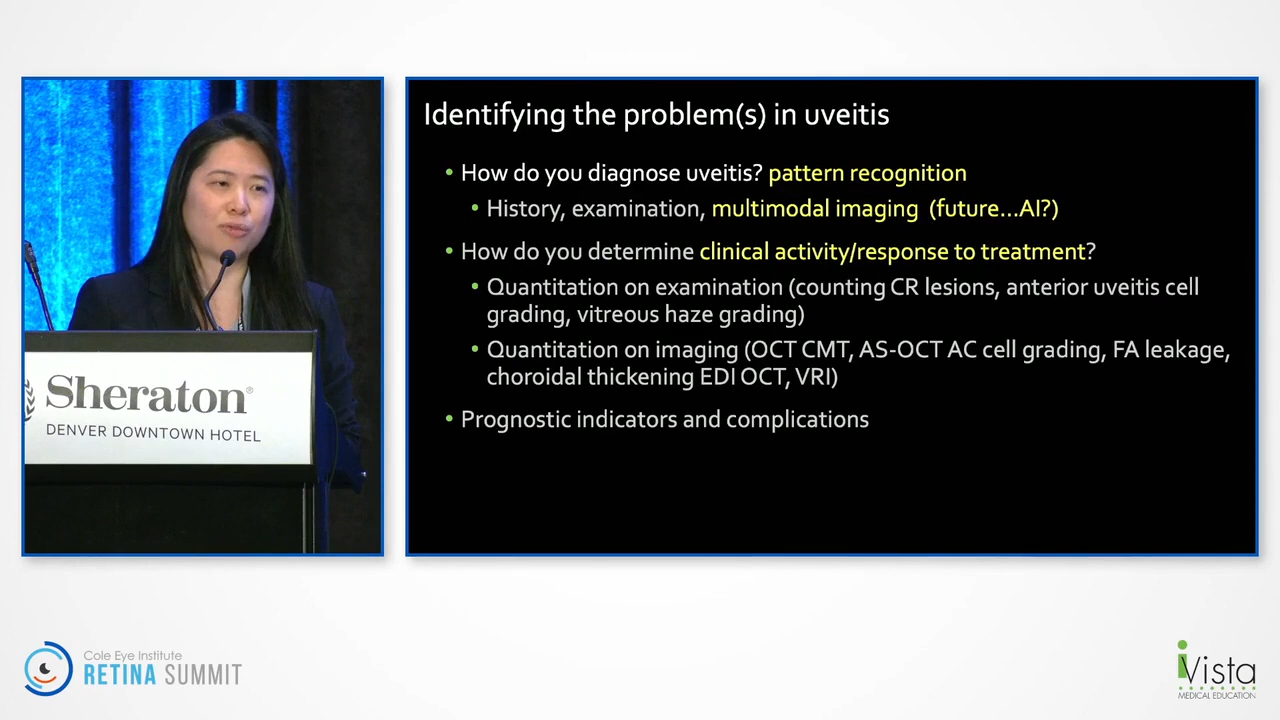 Identifying the problem(s) in uveitis
• How do you diagnose uveitis? pattern recognition
• History, examination, multimodal imaging (future...AI?)
• How do you determine clinical activity/response to treatment?
• Quantitation on examination (counting CR lesions, anterior uveitis cell
grading, vitreous haze grading)
• Quantitation on imaging (OCT CMT, AS-OCT AC cell grading, FA leakage,
choroidal thickening EDI OCT, VRI)
• Prognostic indicators and complications
Sheraton®
DENVER DOWNTOWN HOTEL
Cole Eye Institute
RETINA SUMMIT
iVista
MEDICAL EDUCATION